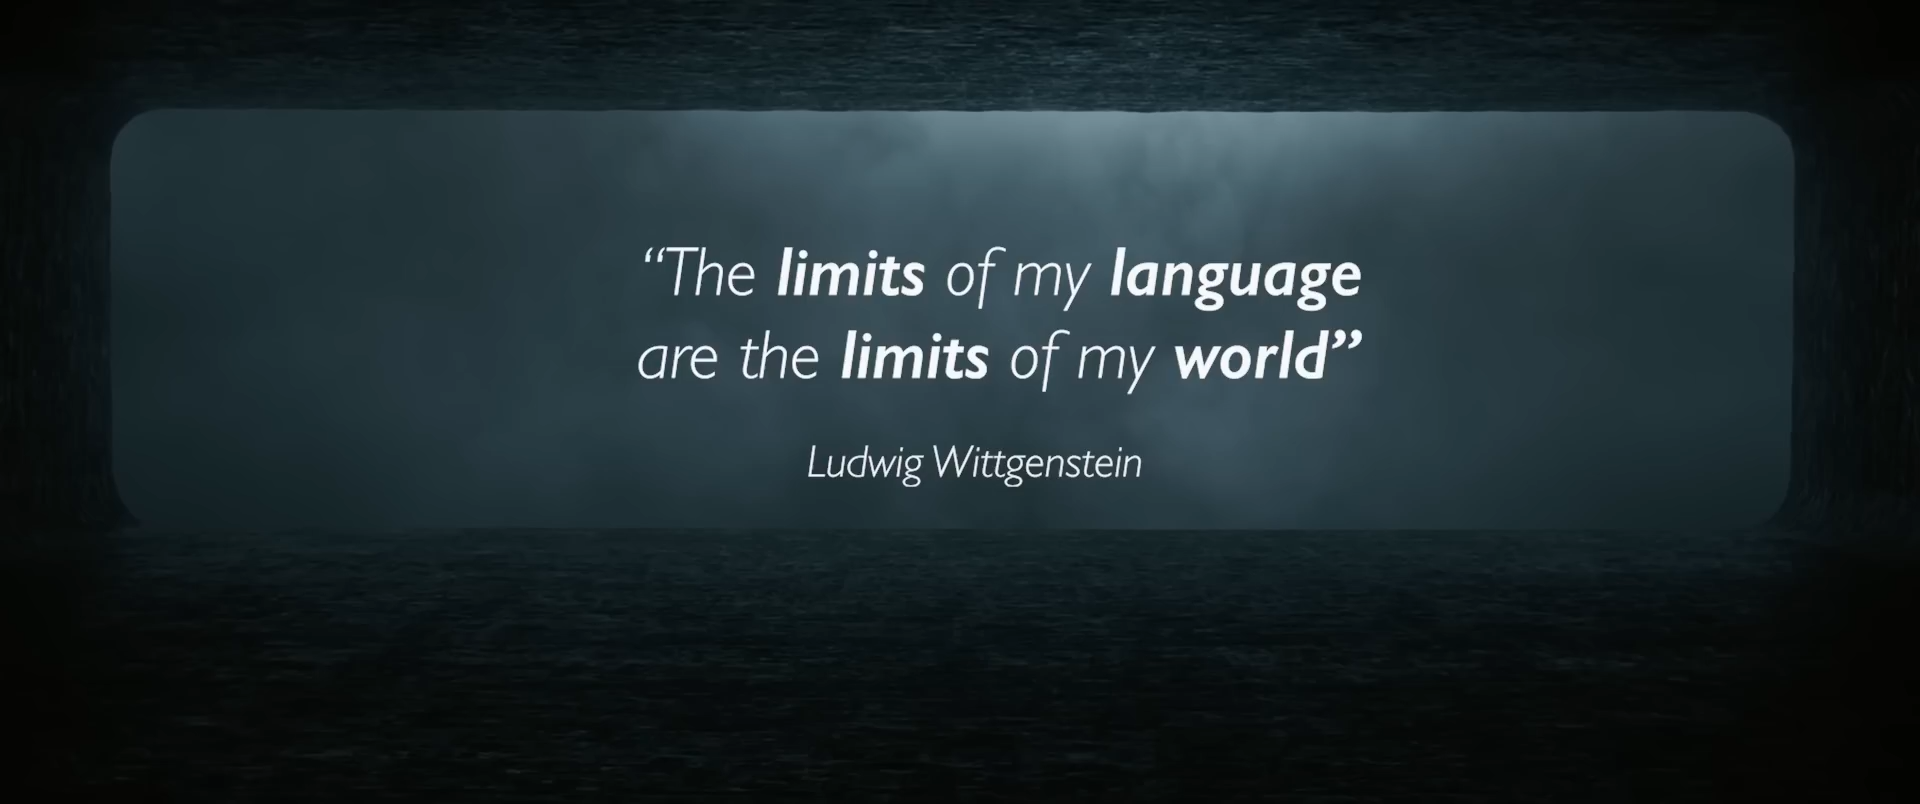 “The limits of my language
are the limits of my world”
Ludwig Wittgenstein